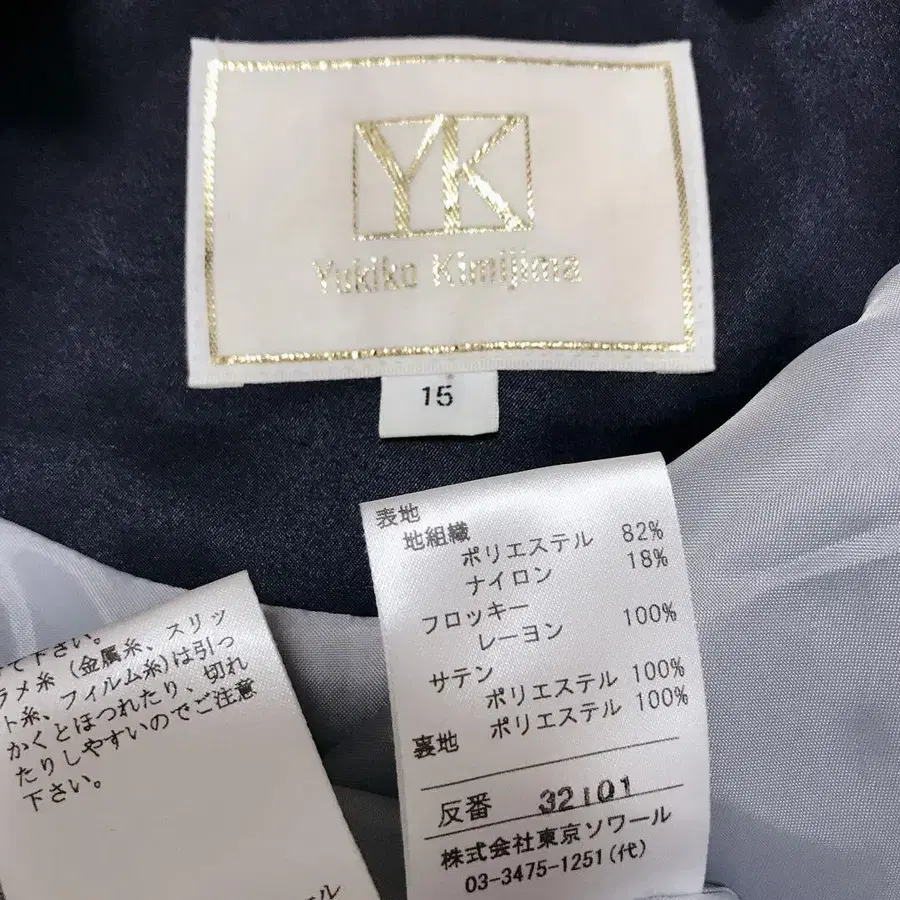 YK
Yukiko Kimijima
15
表地
地組織
ポリエステル 82%
ナイロン 18%
フロッキー
レーヨン 100%
サテン
ポリエステル 100%
裏地 ポリエステル 100%
反番 32101
株式会社東京ソワール
03-3475-1251(代)
て下さい。
ラメ糸(金属糸、スリッ
ト糸、フィルム糸)は引っ
かくとほつれたり、切れ
たりしやすいのでご注意
下さい。
ール